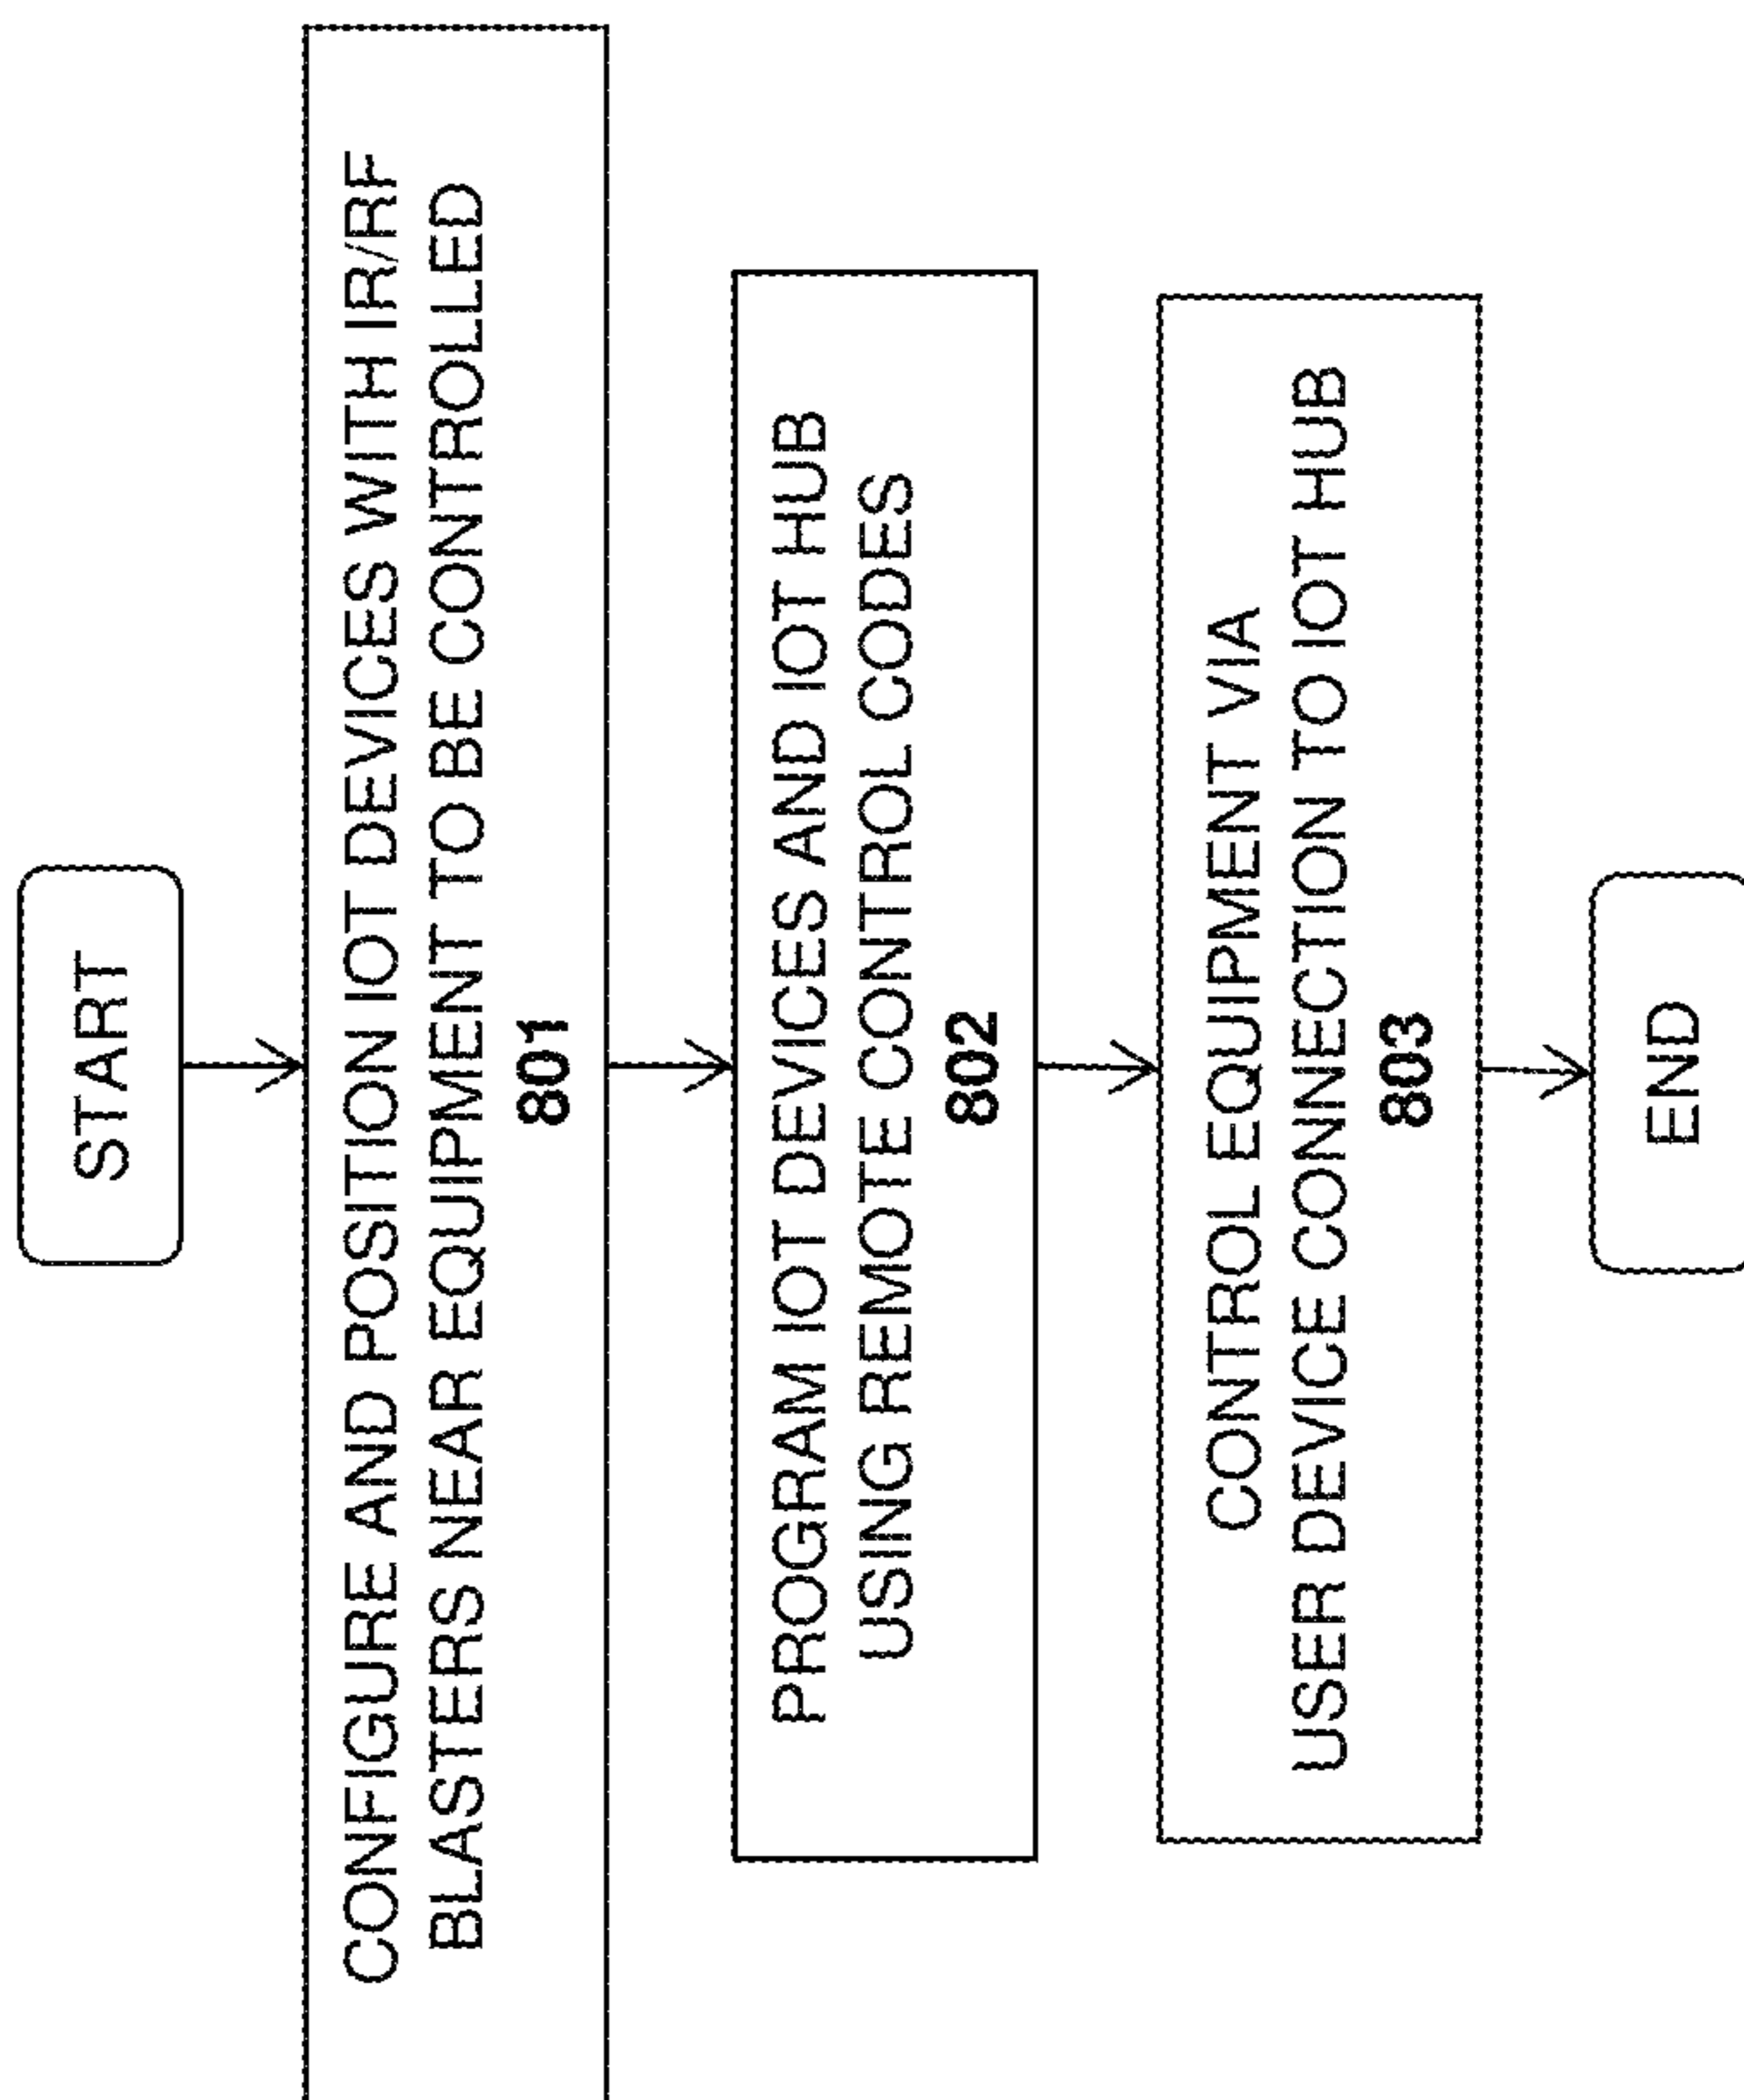 START
CONFIGURE AND POSITION IOT DEVICES WITH IR/RF
BLASTERS NEAR EQUIPMENT TO BE CONTROLLED
801
PROGRAM IOT DEVICES AND IOT HUB
USING REMOTE CONTROL CODES
802
CONTROL EQUIPMENT VIA
USER DEVICE CONNECTION TO IOT HUB
803
END